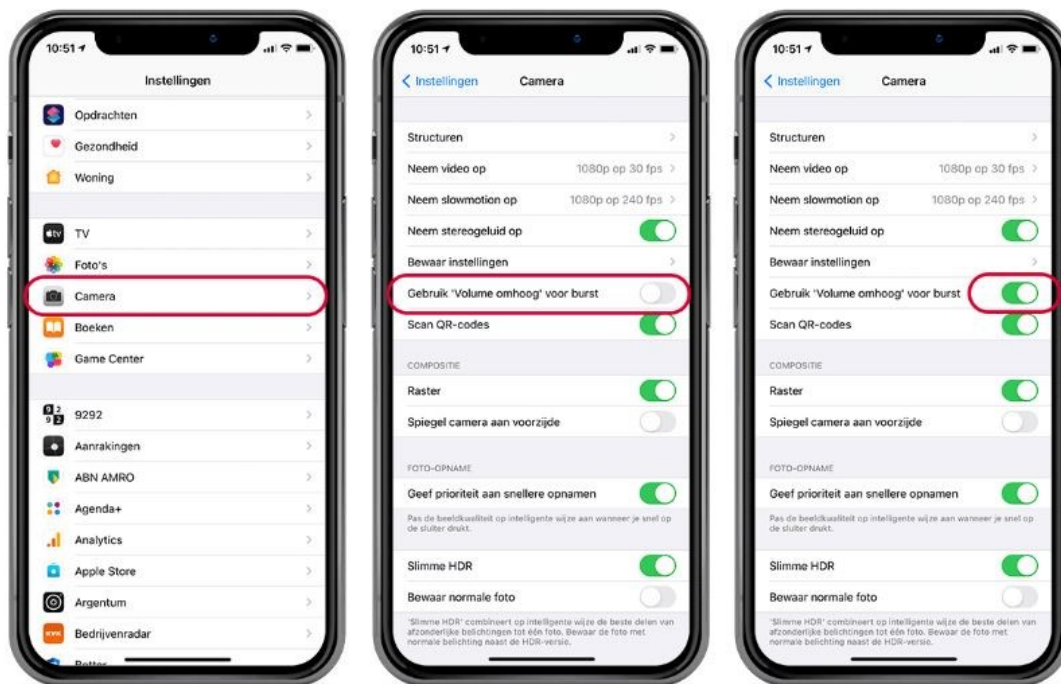 10:51
Instellingen
Opdrachten
Gezondheid
Woning
tv
TV
Foto's
Camera
Boeken
Game Center
9 2
9 2
9292
Aanrakingen
ABN AMRO
Agenda+
Analytics
Apple Store
Argentum
KVK
Bedrijvenradar
Better
10:51
Instellingen
Camera
Structuren
Neem video op 1080p op 30 fps
Neem slowmotion op 1080p op 240 fps
Neem stereogeluid op
Bewaar instellingen
Gebruik 'Volume omhoog' voor burst
Scan QR-codes
COMPOSITIE
Raster
Spiegel camera aan voorzijde
FOTO-OPNAME
Geef prioriteit aan snellere opnamen
Pas de beeldkwaliteit op intelligente wijze aan wanneer je snel op
de sluiter drukt.
Slimme HDR
Bewaar normale foto
'Slimme HDR' combineert op intelligente wijze de beste delen van
afzonderlijke belichtingen tot één foto. Bewaar de foto met
normale belichting naast de HDR-versie.
10:51
Instellingen
Camera
Structuren
Neem video op 1080p op 30 fps
Neem slowmotion op 1080p op 240 fps
Neem stereogeluid op
Bewaar instellingen
Gebruik 'Volume omhoog' voor burst
Scan QR-codes
COMPOSITIE
Raster
Spiegel camera aan voorzijde
FOTO-OPNAME
Geef prioriteit aan snellere opnamen
Pas de beeldkwaliteit op intelligente wijze aan wanneer je snel op
de sluiter drukt.
Slimme HDR
Bewaar normale foto
'Slimme HDR' combineert op intelligente wijze de beste delen van
afzonderlijke belichtingen tot één foto. Bewaar de foto met
normale belichting naast de HDR-versie.